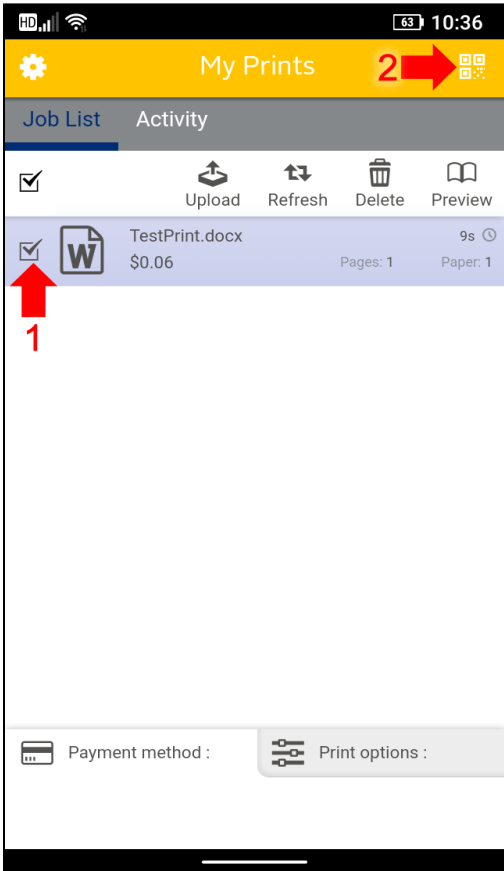 HD 63 10:36
My Prints 2
Job List Activity
Upload Refresh Delete Preview
W TestPrint.docx 9s
$0.06 Pages: 1 Paper: 1
1
Payment method : Print options :